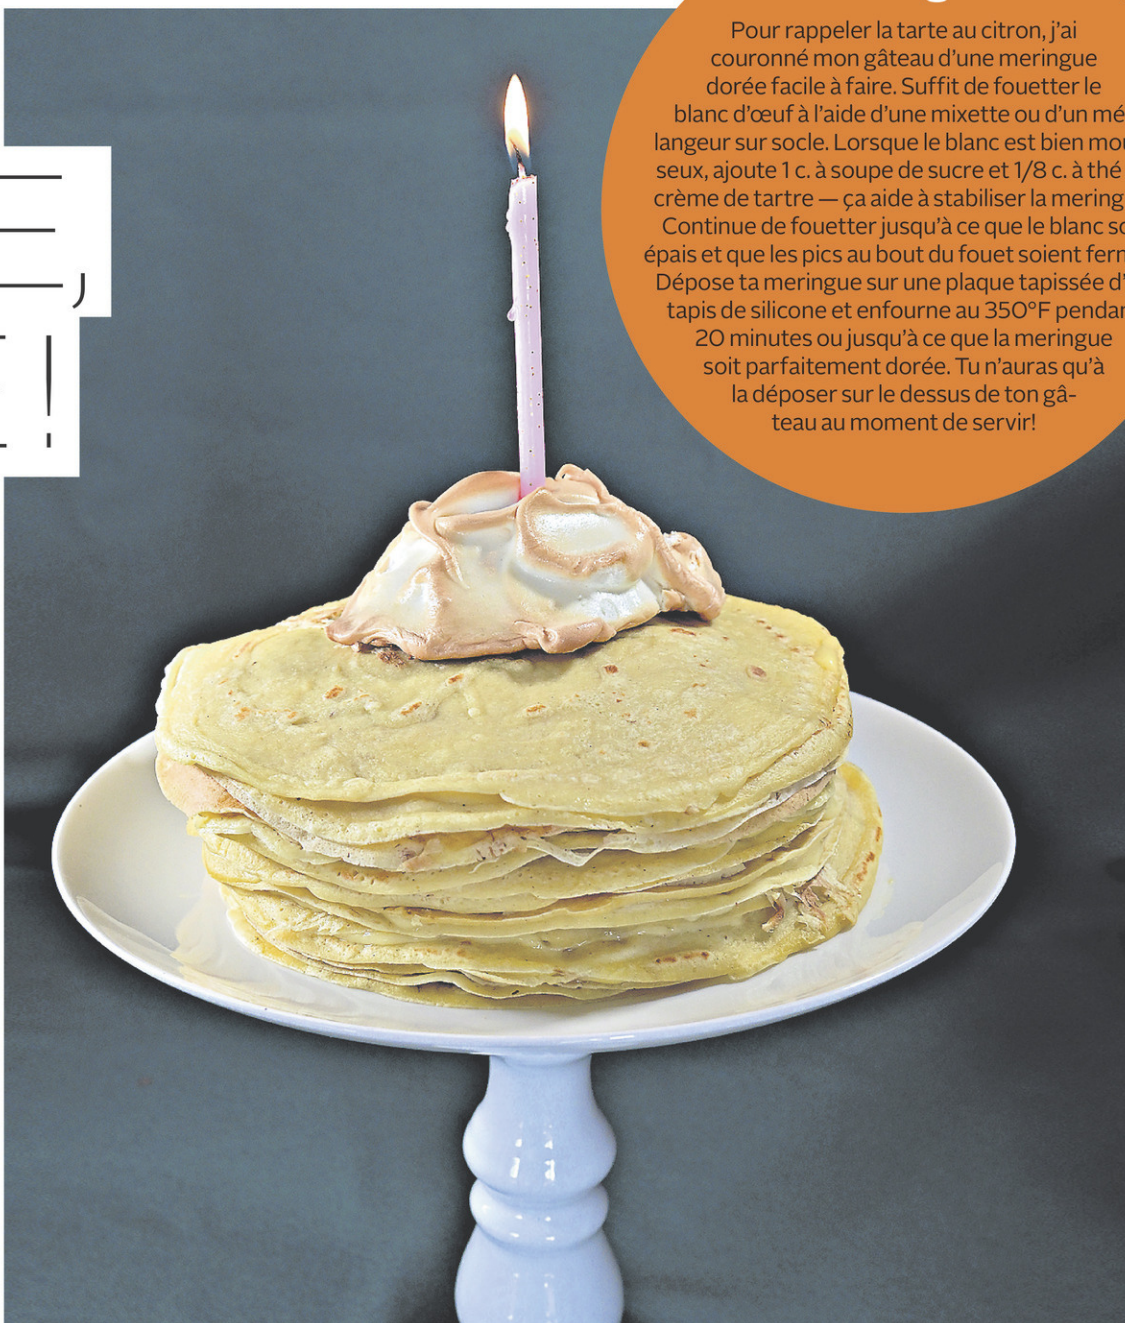 Pour rappeler la tarte au citron, j'ai
couronné mon gâteau d'une meringue
dorée facile à faire. Suffit de fouetter le
blanc d'œuf à l'aide d'une mixette ou d'un mé-
langeur sur socle. Lorsque le blanc est bien
seux, ajoute 1 c. à soupe de sucre et 1/8 c. à thé
crème de tartre — ça aide à stabiliser la
Continue de fouetter jusqu'à ce que le blanc
épais et que les pics au bout du fouet soient
Dépose ta meringue sur une plaque tapissée
tapis de silicone et enfourne au 350°F
20 minutes ou jusqu'à ce que la meringue
soit parfaitement dorée. Tu n'auras qu'à
la déposer sur le dessus de ton gâ-
teau au moment de servir!